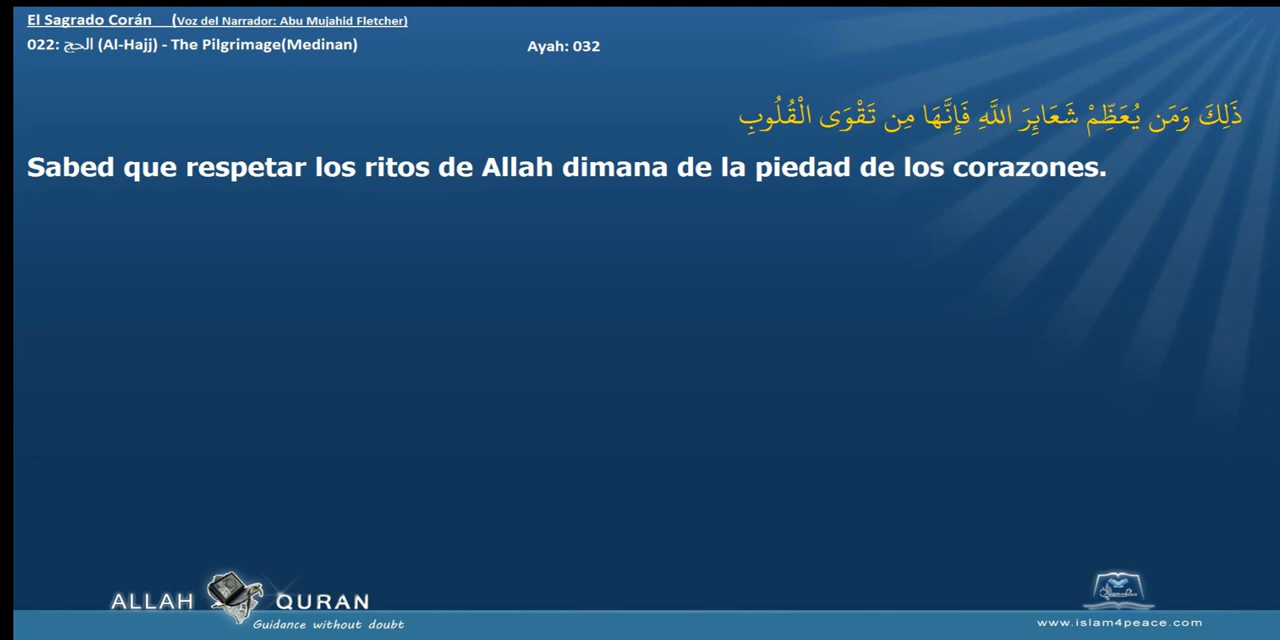 El Sagrado Corán (Voz del Narrador: Abu Mujahid Fletcher)
022: الحج (Al-Hajj) - The Pilgrimage(Medinan) Ayah: 032
ذَلِكَ وَمَن يُعَظِّمْ شَعَائِرَ اللَّهِ فَإِنَّهَا مِن تَقْوَى الْقُلُوبِ
Sabed que respetar los ritos de Allah dimana de la piedad de los corazones.
ALLAH QURAN
Guidance without doubt
www.islam4peace.com